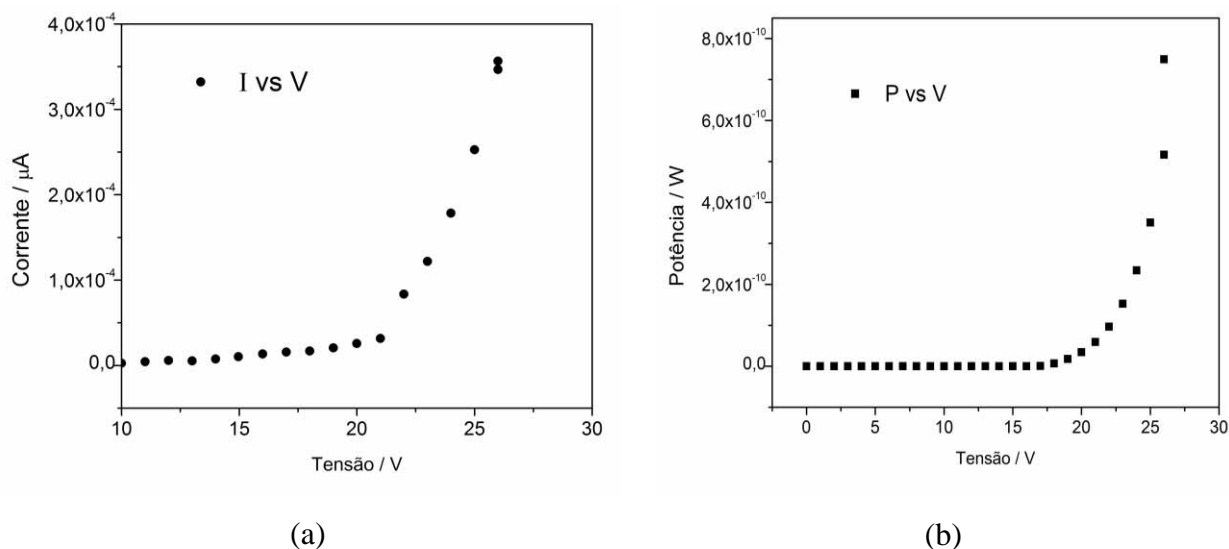 4,0x10-4
3,0x10-4
2,0x10-4
1,0x10-4
0,0
Corrente / µA
I vs V
10
15
20
25
30
Tensão / V
(a)
8,0x10-10
6,0x10-10
4,0x10-10
2,0x10-10
0,0
Potência / W
P vs V
0
5
10
15
20
25
30
Tensão / V
(b)